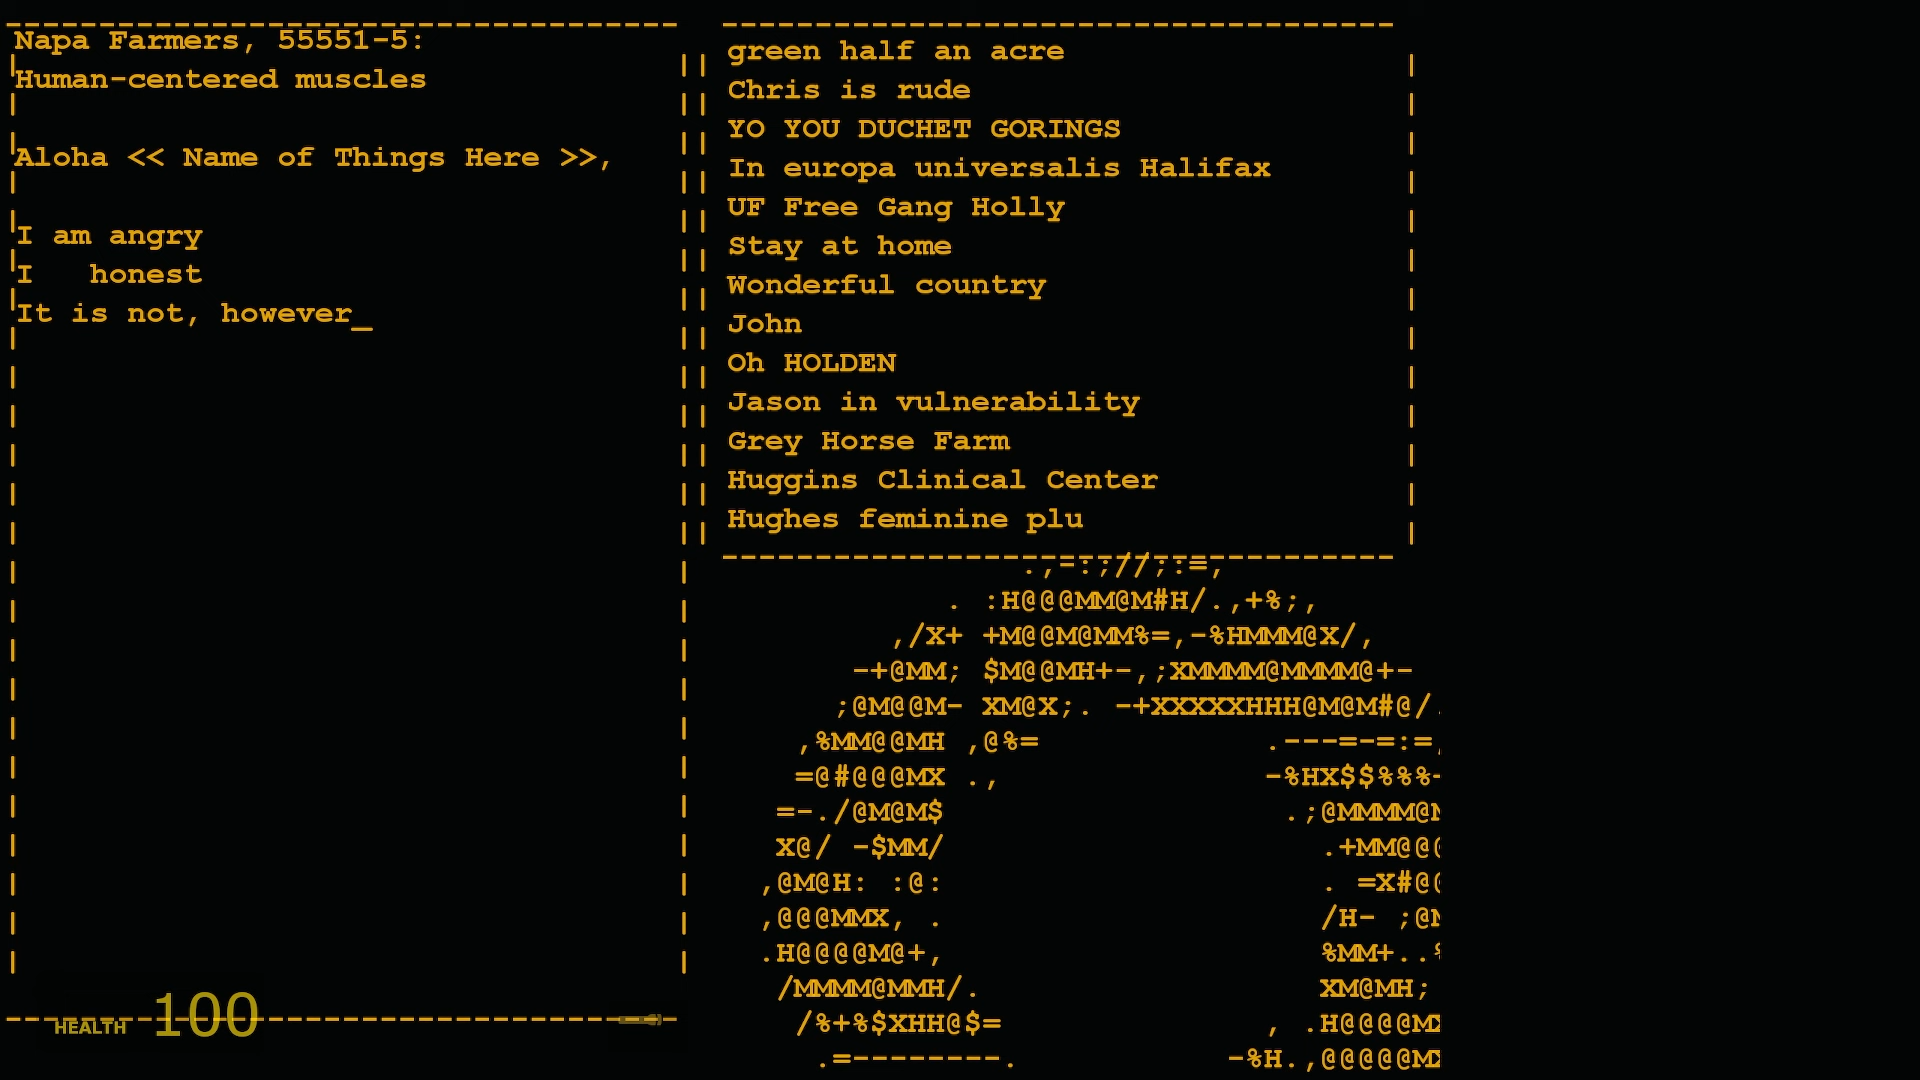 Napa Farmers, 55551-5:
Human-centered muscles
Aloha << Name of Things Here >>,
I am angry
I   honest
It is not, however_
green half an acre
Chris is rude
YO YOU DUCHET GORINGS
In europa universalis Halifax
UF Free Gang Holly
Stay at home
Wonderful country
John
Oh HOLDEN
Jason in vulnerability
Grey Horse Farm
Huggins Clinical Center
Hughes feminine plu
HEALTH 100